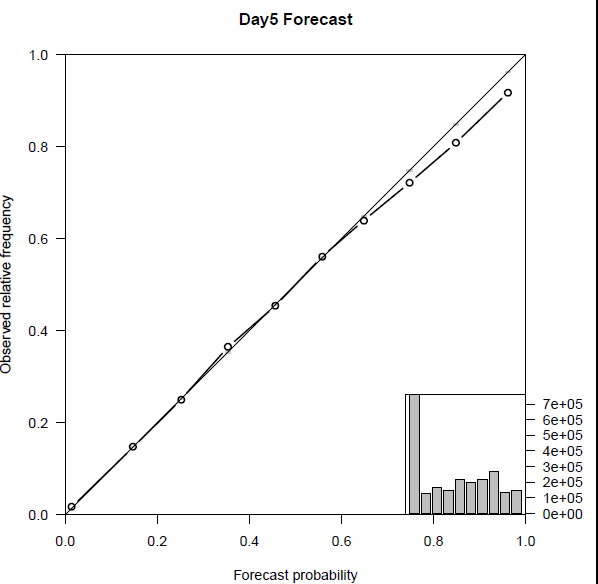 Day5 Forecast
Observed relative frequency
1.0
0.8
0.6
0.4
0.2
0.0
7e+05
6e+05
5e+05
4e+05
3e+05
2e+05
1e+05
0e+00
0.0 0.2 0.4 0.6 0.8 1.0
Forecast probability